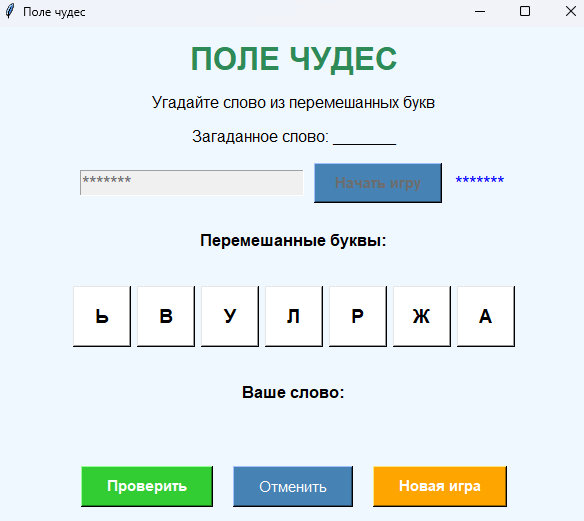 Поле чудес
ПОЛЕ ЧУДЕС
Угадайте слово из перемешанных букв
Загаданное слово: _______
******* Начать игру *******
Перемешанные буквы:
Ь В У Л Р Ж А
Ваше слово:
Проверить Отменить Новая игра